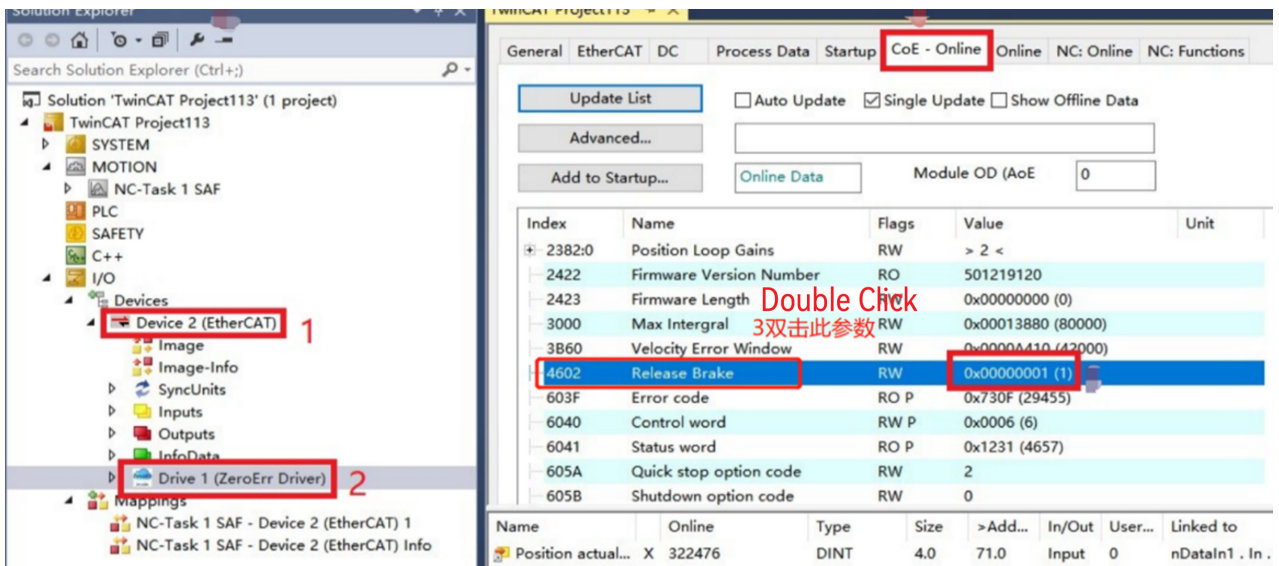 Solution Explorer
Search Solution Explorer (Ctrl+;)
Solution 'TwinCAT Project113' (1 project)
TwinCAT Project113
SYSTEM
MOTION
NC-Task 1 SAF
PLC
SAFETY
C++
I/O
Devices
Device 2 (EtherCAT) 1
Image
Image-Info
SyncUnits
Inputs
Outputs
InfoData
Drive 1 (ZeroErr Driver) 2
Mappings
NC-Task 1 SAF - Device 2 (EtherCAT) 1
NC-Task 1 SAF - Device 2 (EtherCAT) Info
TwinCAT Project113
General EtherCAT DC Process Data Startup CoE - Online Online NC: Online NC: Functions
Update List Auto Update Single Update Show Offline Data
Advanced...
Add to Startup... Online Data Module OD (AoE 0
Index Name Flags Value Unit
2382:0 Position Loop Gains RW > 2 <
2422 Firmware Version Number RO 501219120
2423 Firmware Length RW 0x00000000 (0)
Double Click
3000 Max Intergral RW 0x00013880 (80000)
3双击此参数
3B60 Velocity Error Window RW 0x0000A410 (42000)
4602 Release Brake RW 0x00000001 (1)
603F Error code RO P 0x730F (29455)
6040 Control word RW P 0x0006 (6)
6041 Status word RO P 0x1231 (4657)
605A Quick stop option code RW 2
605B Shutdown option code RW 0
Name Online Type Size >Add... In/Out User... Linked to
Position actual... X 322476 DINT 4.0 71.0 Input 0 nDataIn1 . In .